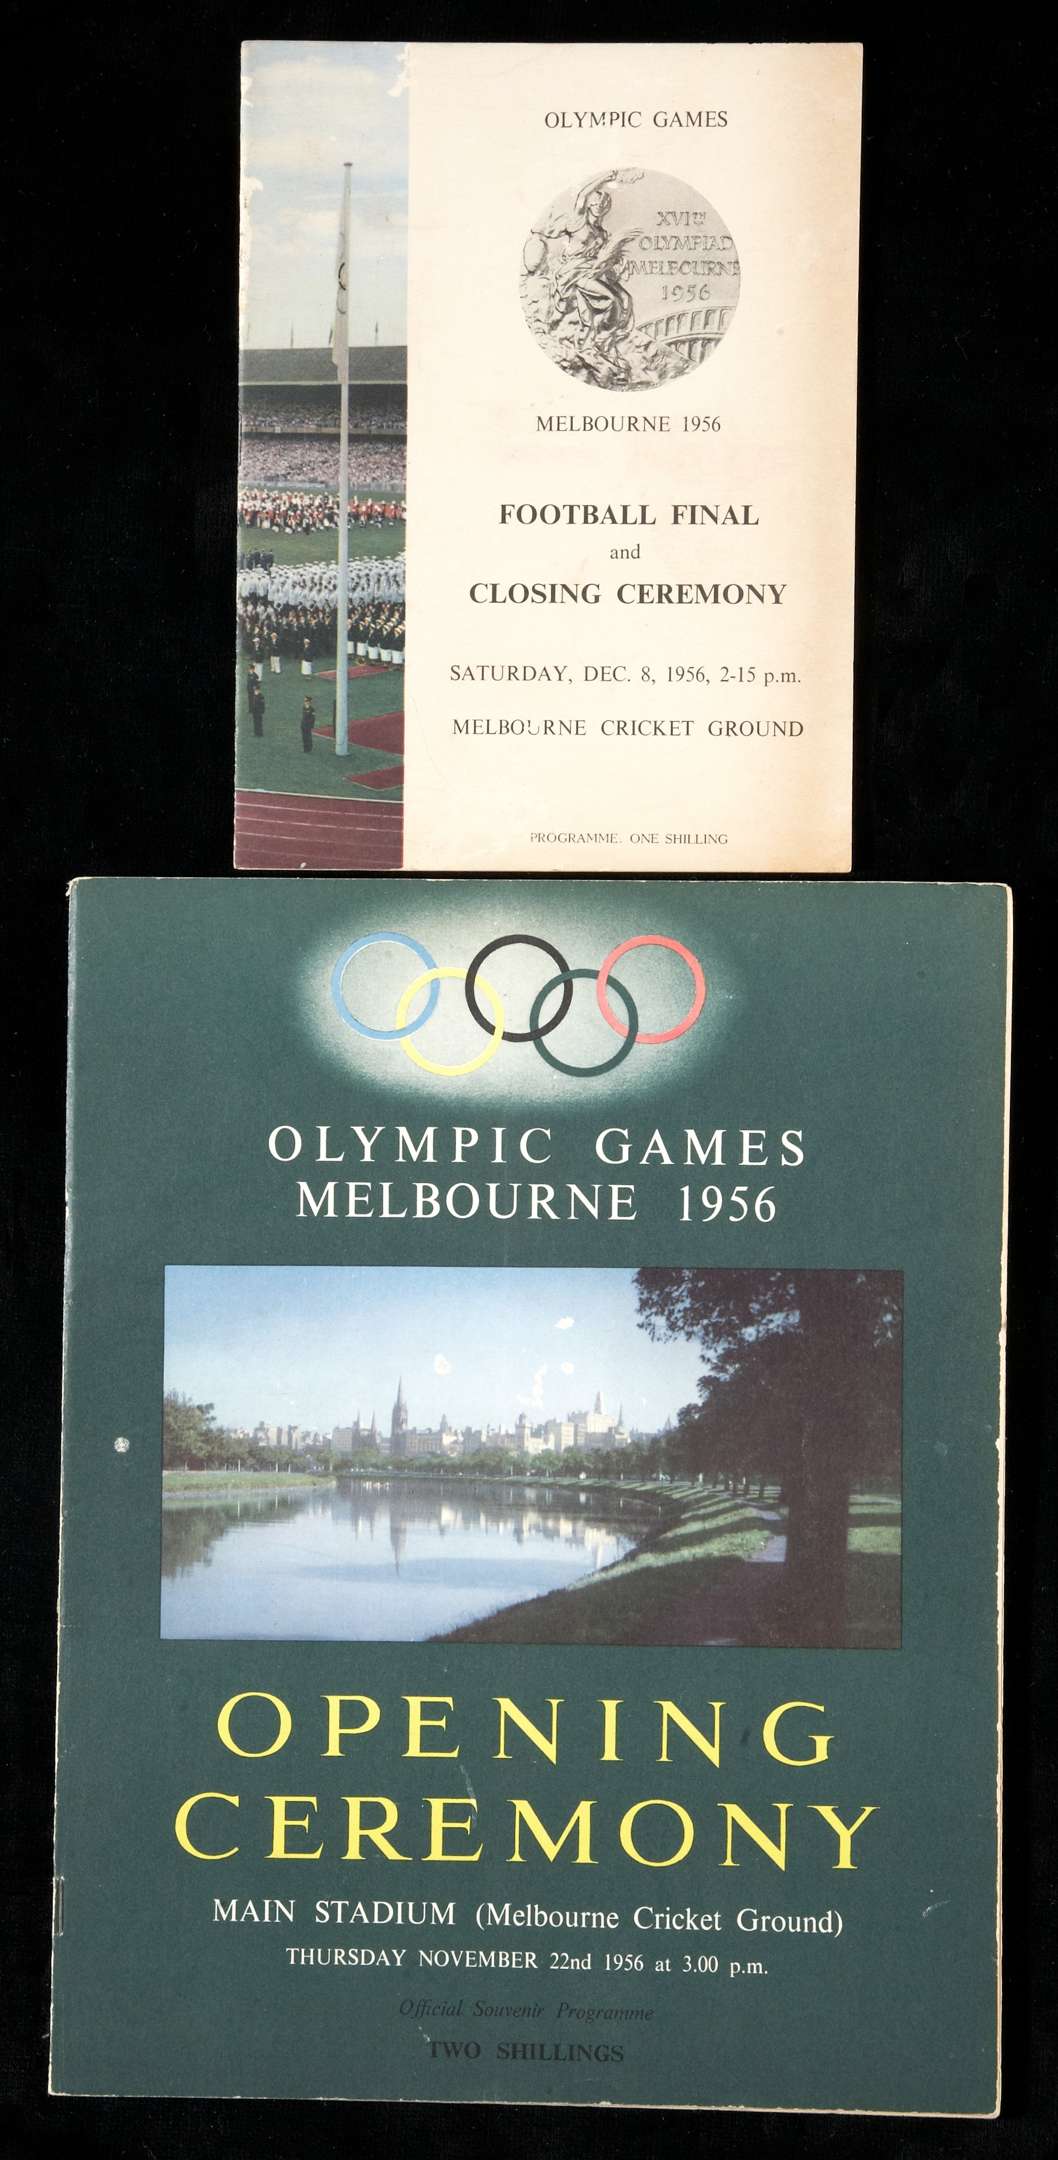 OLYMPIC GAMES
XVITH
OLYMPIAD
MELBOURNE
1956
MELBOURNE 1956
FOOTBALL FINAL
and
CLOSING CEREMONY
SATURDAY, DEC. 8, 1956, 2-15 p.m.
MELBOURNE CRICKET GROUND
PROGRAMME. ONE SHILLING
OLYMPIC GAMES
MELBOURNE 1956
OPENING
CEREMONY
MAIN STADIUM (Melbourne Cricket Ground)
THURSDAY NOVEMBER 22nd 1956 at 3.00 p.m.
Official Souvenir Programme
TWO SHILLINGS